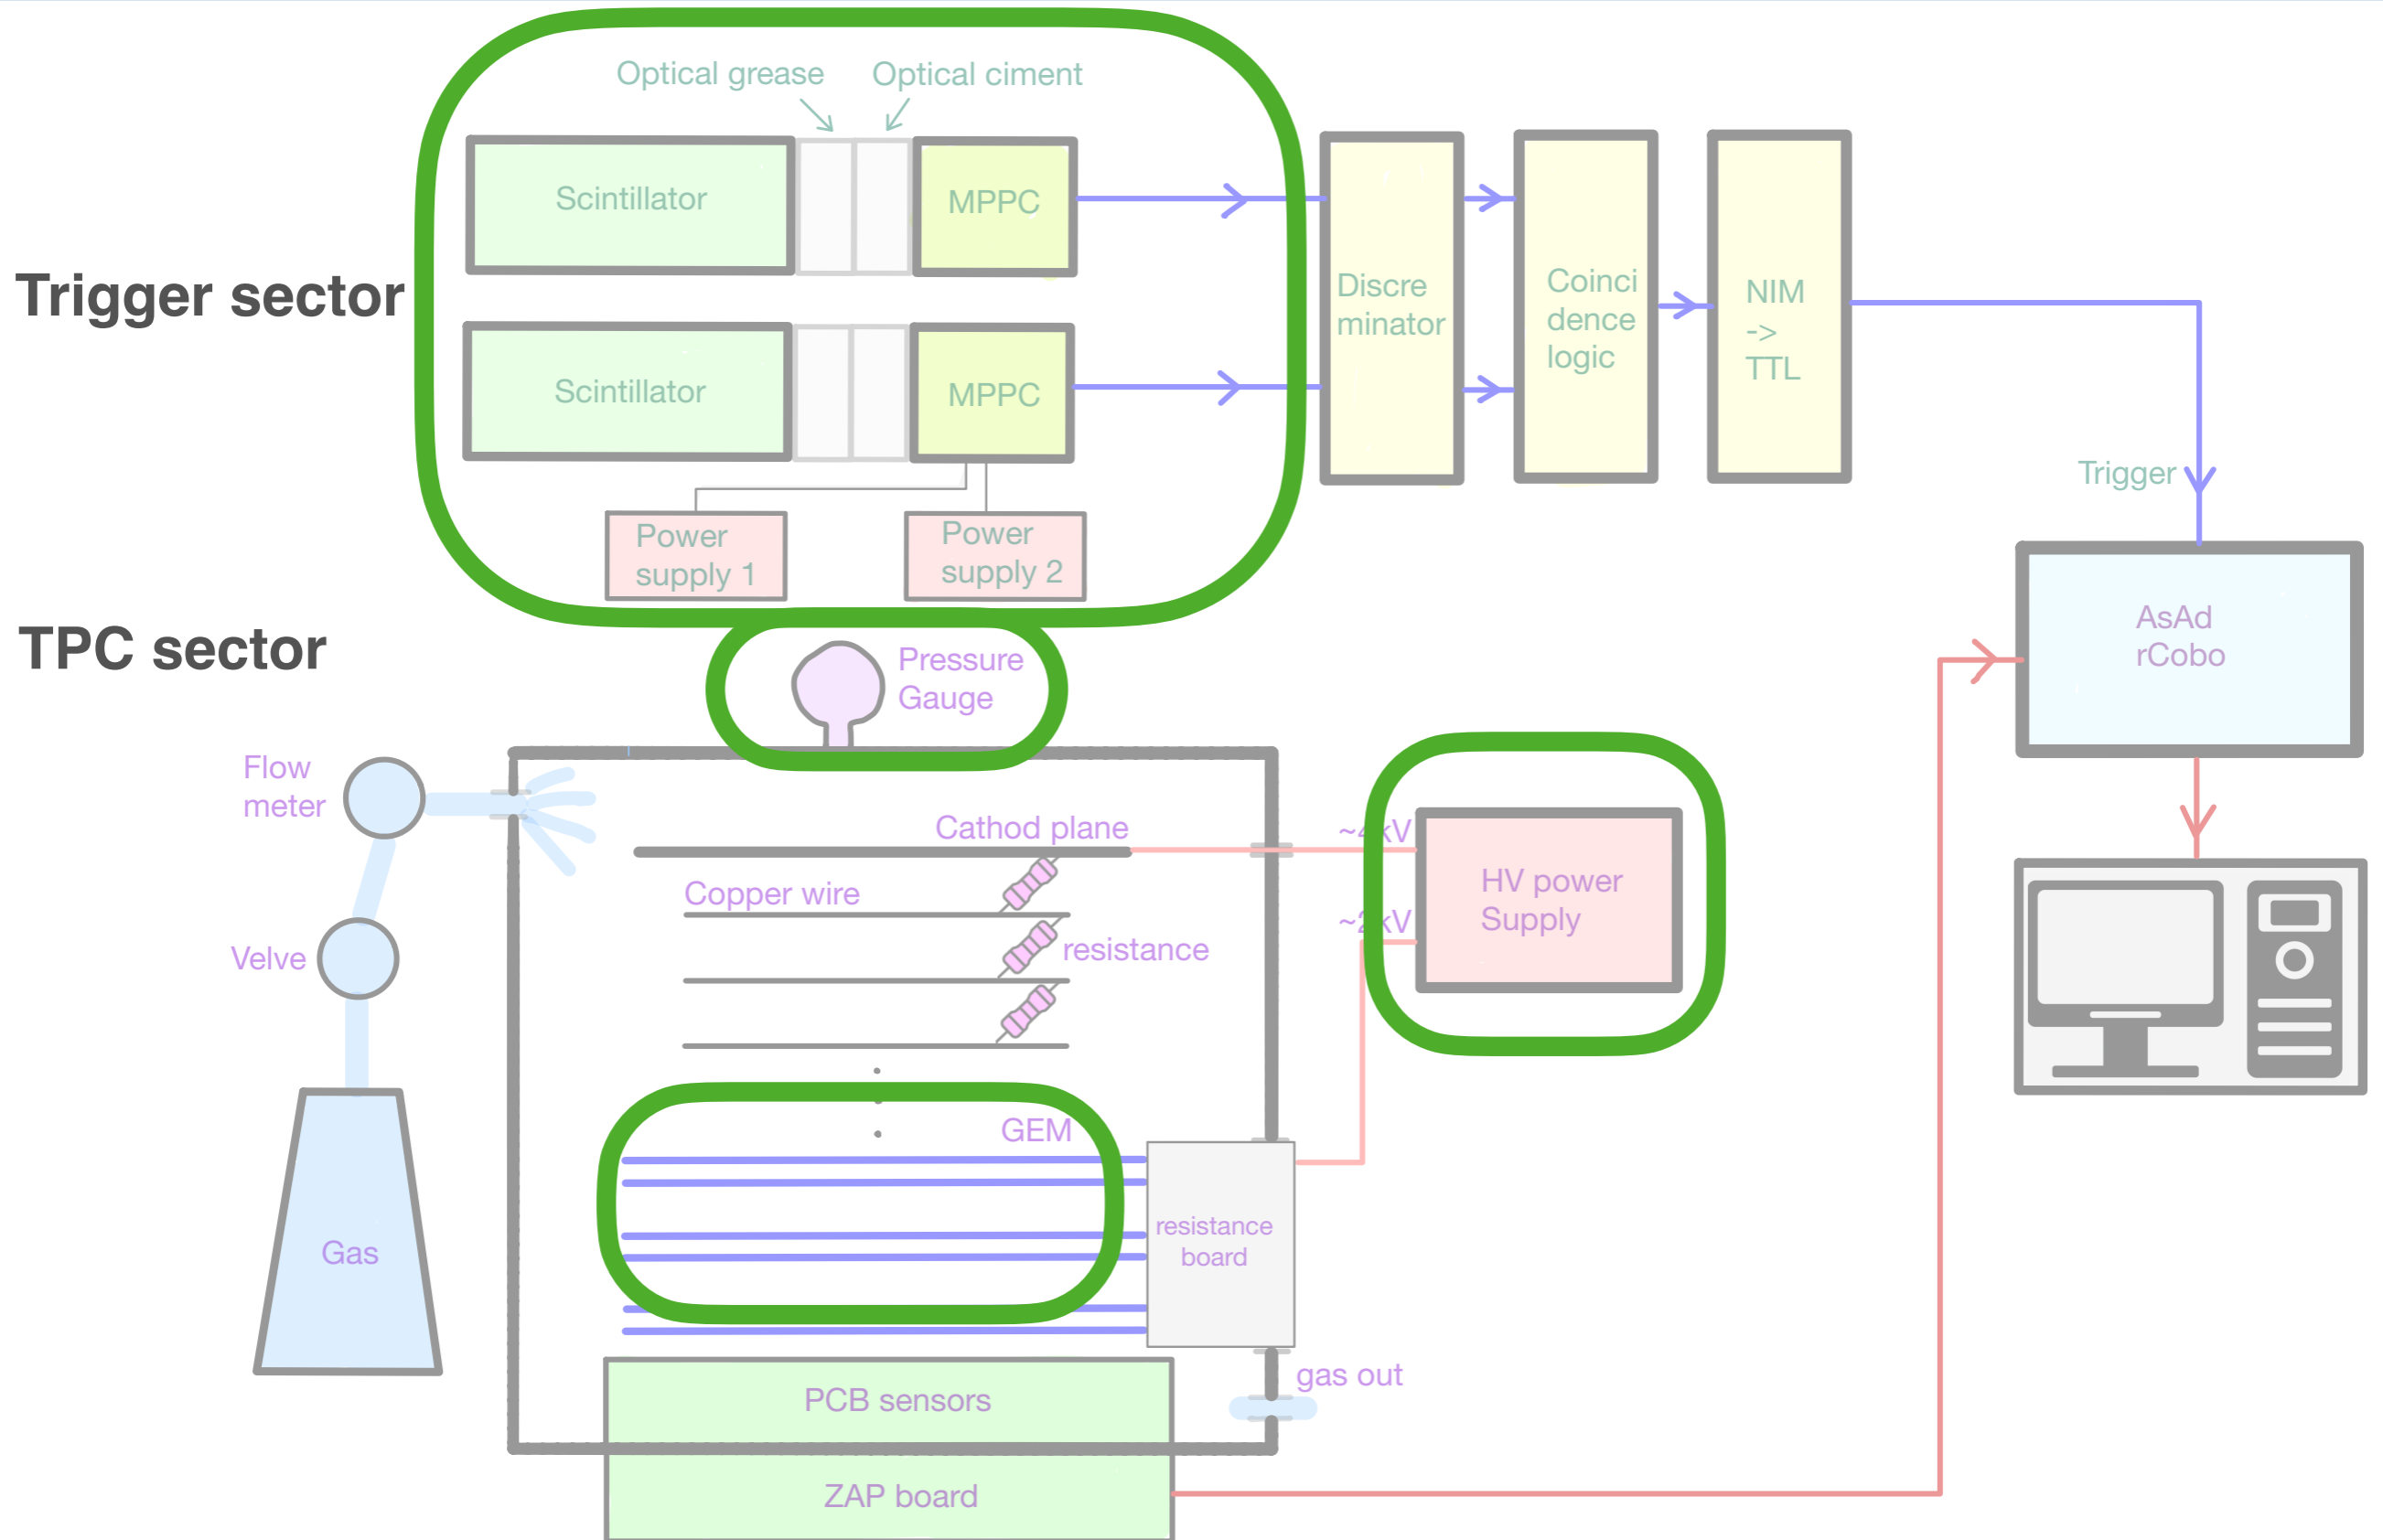 Optical grease
Optical ciment
Scintillator
MPPC
Trigger sector
Discre
minator
Coinci
dence
logic
NIM
->
TTL
Scintillator
MPPC
Trigger
Power
supply 1
Power
supply 2
AsAd
rCobo
TPC sector
Pressure
Gauge
Flow
meter
Cathod plane
~4kV
HV power
Supply
Copper wire
~2kV
resistance
Velve
GEM
resistance
board
Gas
gas out
PCB sensors
ZAP board